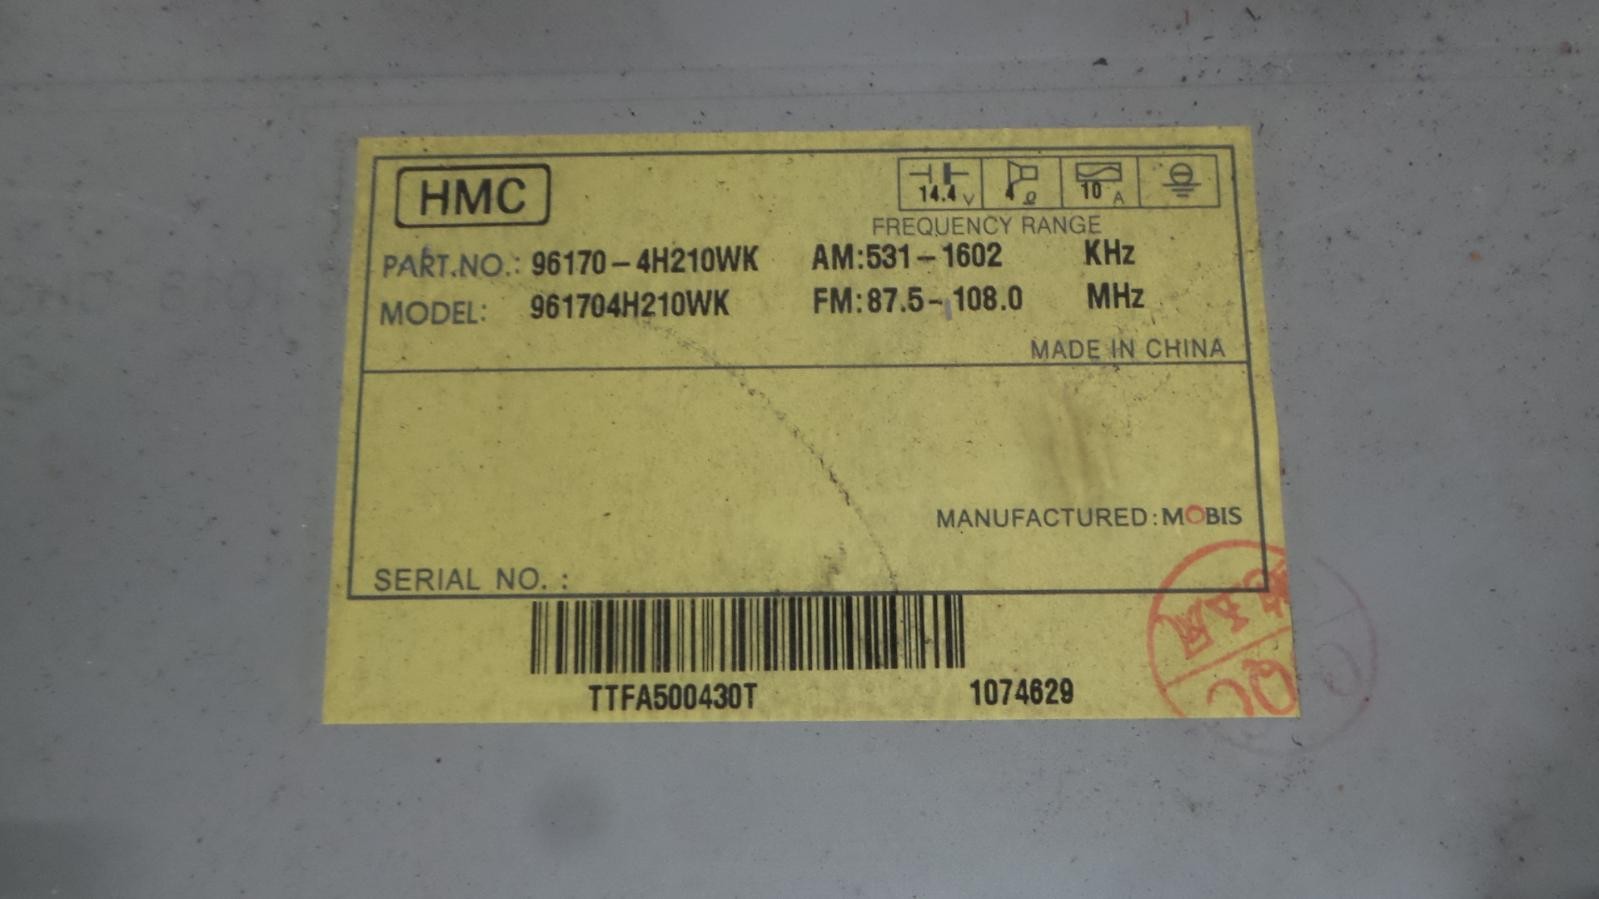 HMC
14.4 V 4 Ω 10 A
FREQUENCY RANGE
PART.NO.: 96170-4H210WK AM:531-1602 KHz
MODEL: 961704H210WK FM:87.5-108.0 MHz
MADE IN CHINA
MANUFACTURED:MOBIS
SERIAL NO. :
TTFA500430T 1074629